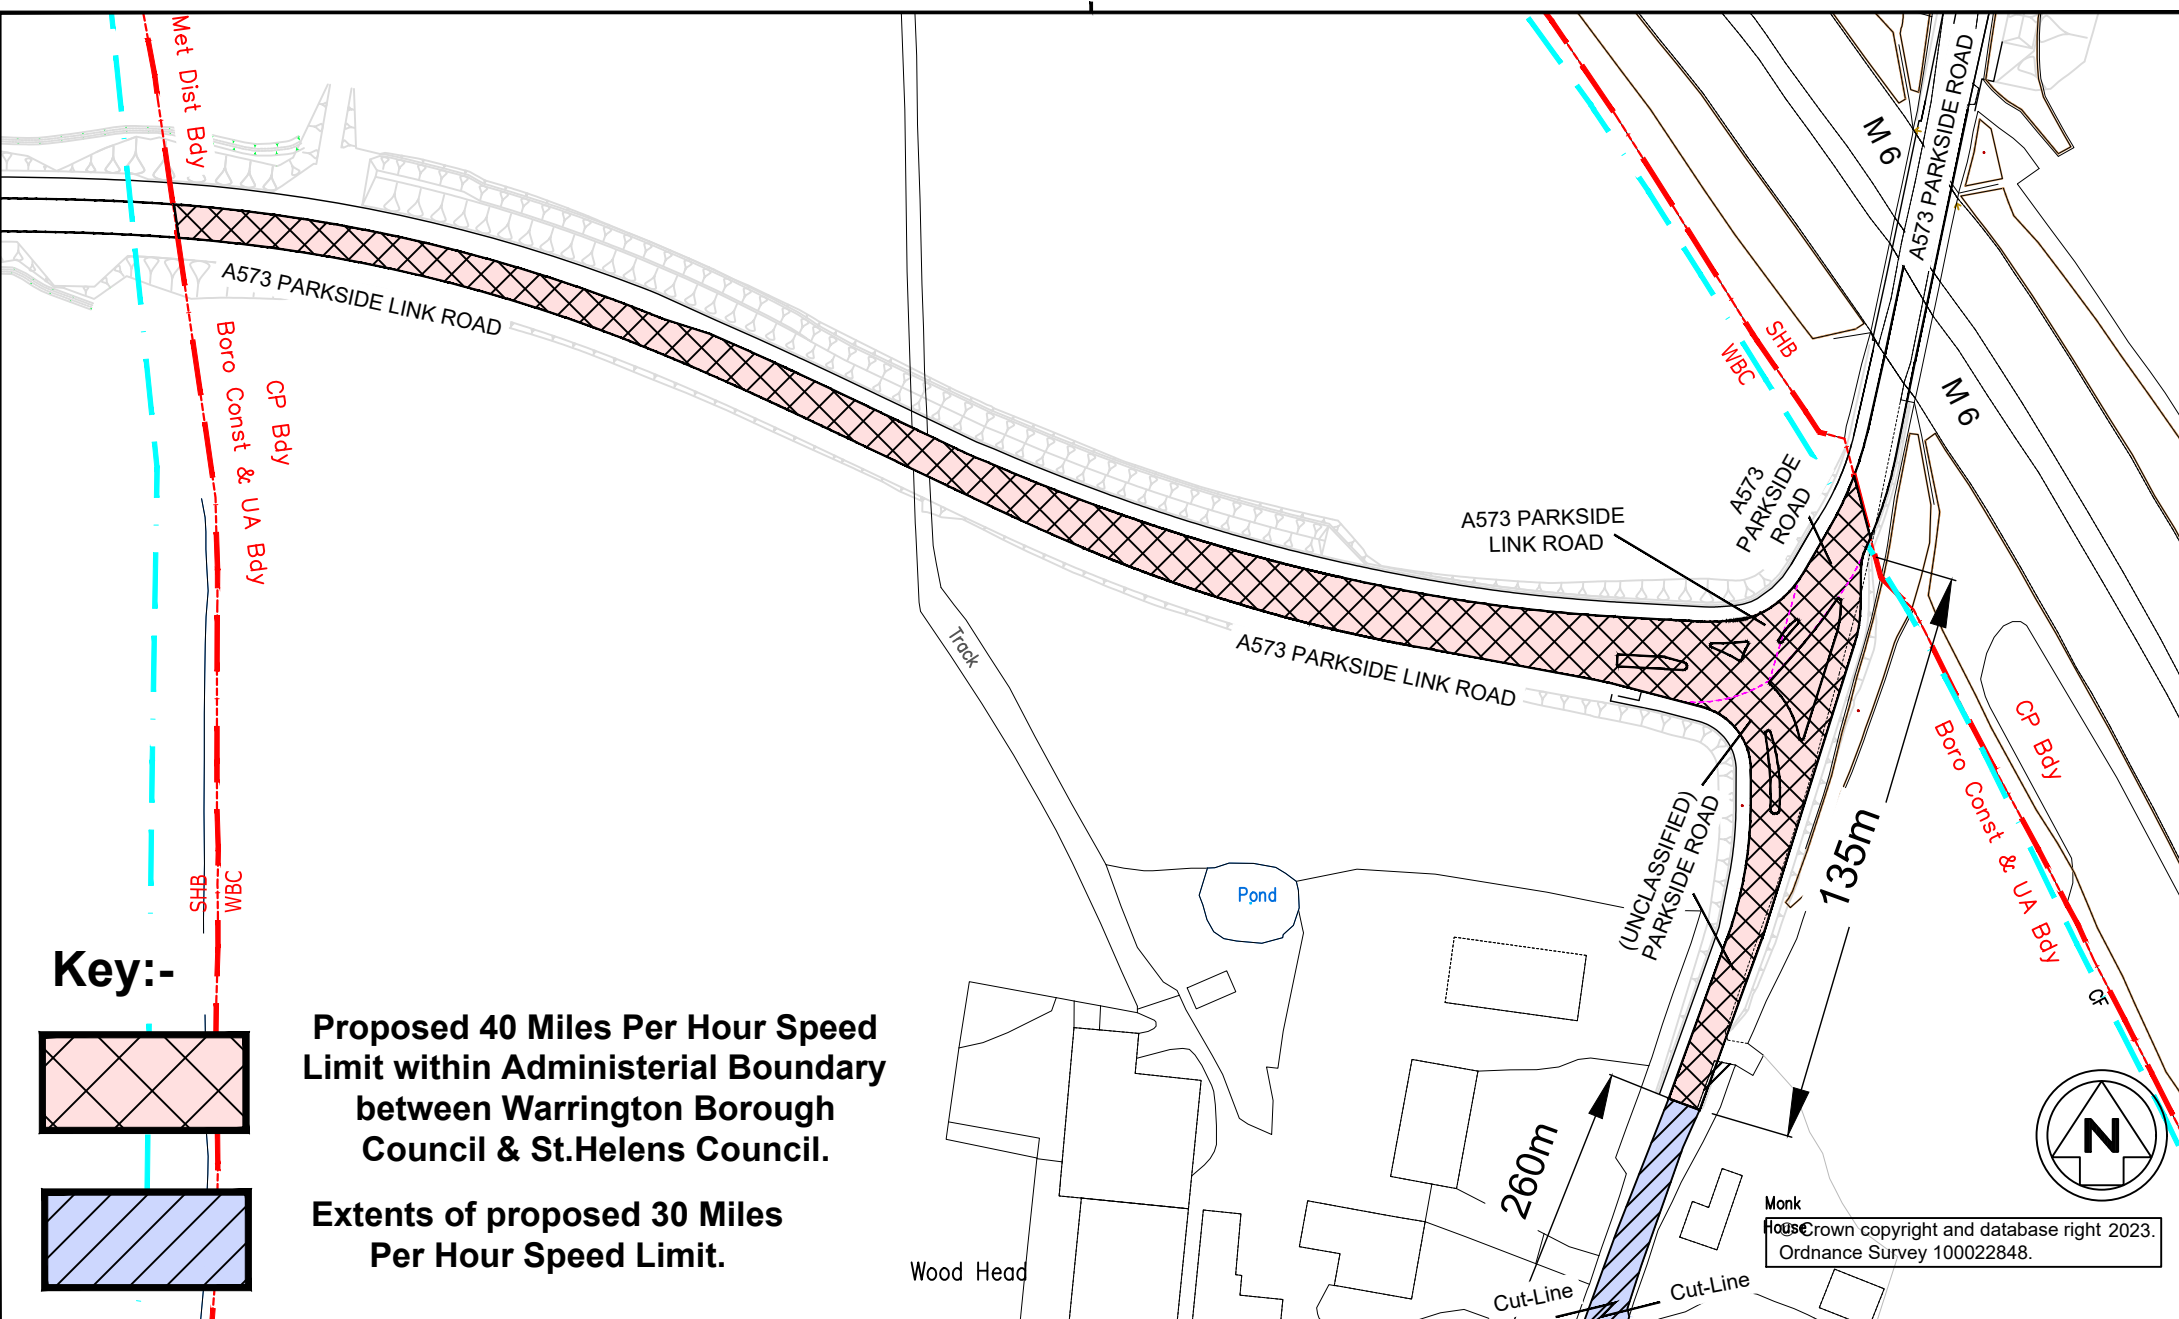 Met Dist Bdy
A573 PARKSIDE ROAD
M6
M6
A573 PARKSIDE LINK ROAD
Boro Const & UA Bdy
CP Bdy
SHB
WBC
A573
PARKSIDE
ROAD
A573 PARKSIDE
LINK ROAD
Track
A573 PARKSIDE LINK ROAD
CP Bdy
Boro Const & UA Bdy
(UNCLASSIFIED)
PARKSIDE ROAD
135m
SHB
WBC
Pond
CF
Key:-
Proposed 40 Miles Per Hour Speed
Limit within Administerial Boundary
between Warrington Borough
Council & St.Helens Council.
Extents of proposed 30 Miles
Per Hour Speed Limit.
260m
N
Monk
House
© Crown copyright and database right 2023.
Ordnance Survey 100022848.
Wood Head
Cut-Line
Cut-Line